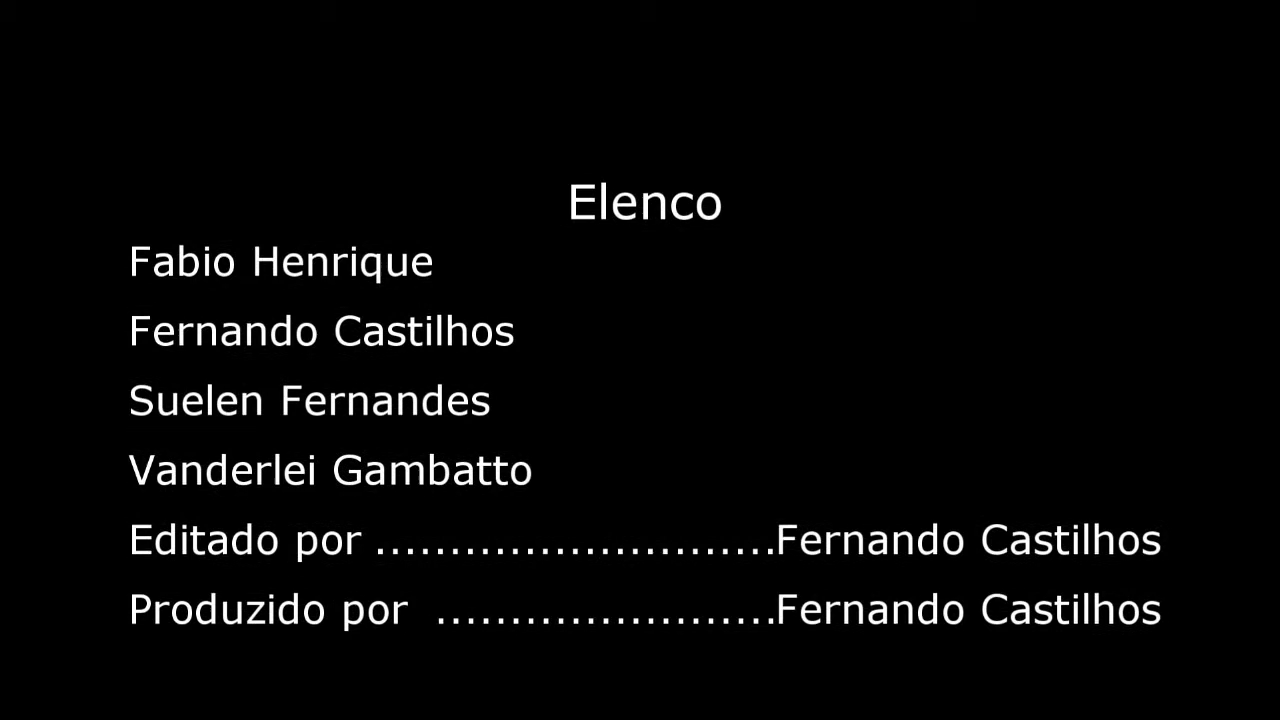 Elenco
Fabio Henrique
Fernando Castilhos
Suelen Fernandes
Vanderlei Gambatto
Editado por ...........................Fernando Castilhos
Produzido por .......................Fernando Castilhos